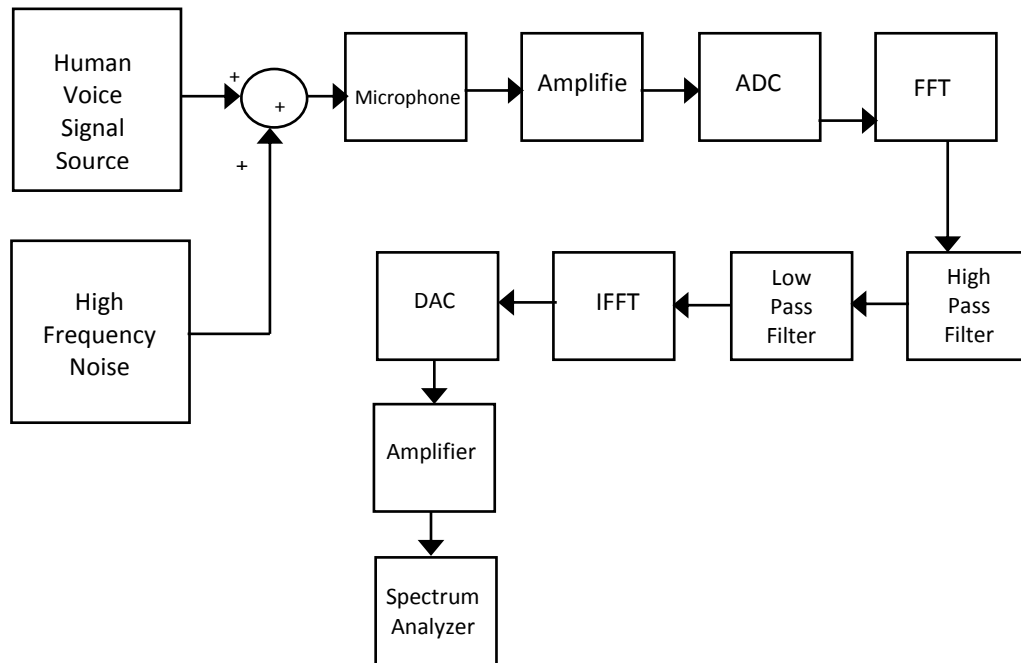 Human
Voice
Signal
Source
+
+
+
Microphone
Amplifie
ADC
FFT
High
Frequency
Noise
DAC
IFFT
Low
Pass
Filter
High
Pass
Filter
Amplifier
Spectrum
Analyzer